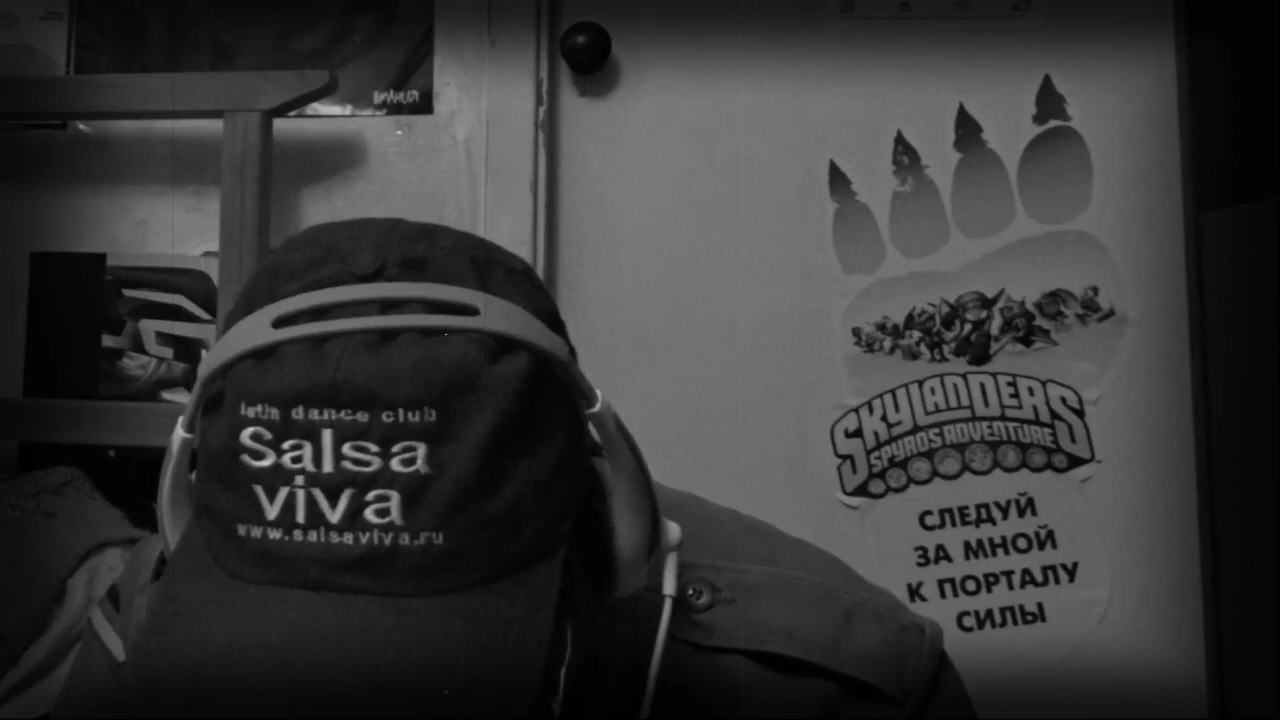 latin dance club
Salsa
viva
www.salsaviva.ru
SKYLANDERS
SPYRO'S ADVENTURE
СЛЕДУЙ
ЗА МНОЙ
К ПОРТАЛУ
СИЛЫ